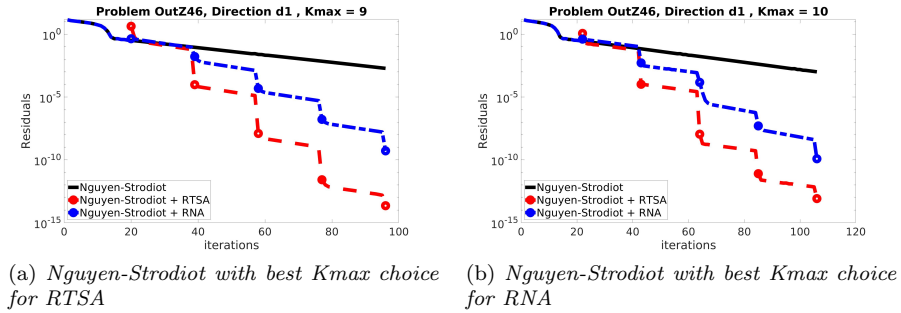 Problem OutZ46, Direction d1 , Kmax = 9
10^0
10^-5
10^-10
10^-15
Residuals
Nguyen-Strodiot
Nguyen-Strodiot + RTSA
Nguyen-Strodiot + RNA
0 20 40 60 80 100
iterations
(a) Nguyen-Strodiot with best Kmax choice
for RTSA
Problem OutZ46, Direction d1 , Kmax = 10
10^0
10^-5
10^-10
10^-15
Residuals
Nguyen-Strodiot
Nguyen-Strodiot + RTSA
Nguyen-Strodiot + RNA
0 20 40 60 80 100 120
iterations
(b) Nguyen-Strodiot with best Kmax choice
for RNA